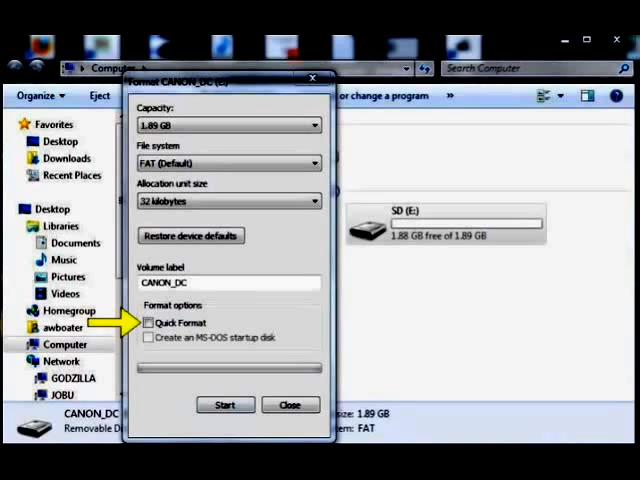 Computer
Search Computer
Format CANON_DC (E:)
Organize
Eject
or change a program
»
Capacity:
1.89 GB
File system
FAT (Default)
Allocation unit size
32 kilobytes
Restore device defaults
Volume label
CANON_DC
Format options
Quick Format
Create an MS-DOS startup disk
Start
Close
Favorites
Desktop
Downloads
Recent Places
Desktop
Libraries
Documents
Music
Pictures
Videos
Homegroup
awboater
Computer
Network
GODZILLA
JOBU
SD (E:)
1.88 GB free of 1.89 GB
CANON_DC
size: 1.89 GB
Removable Di
tem: FAT